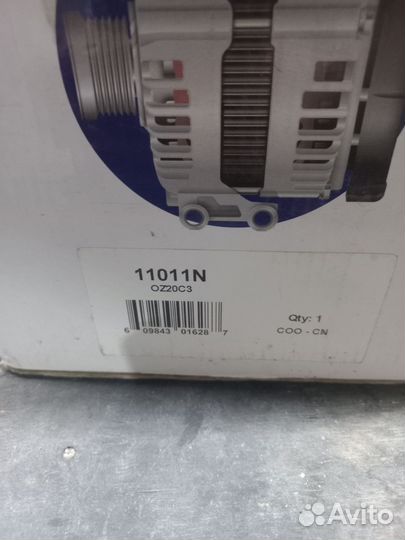 11011N
OZ20C3
6 09843 01628 7
Qty: 1
COO - CN
Avito